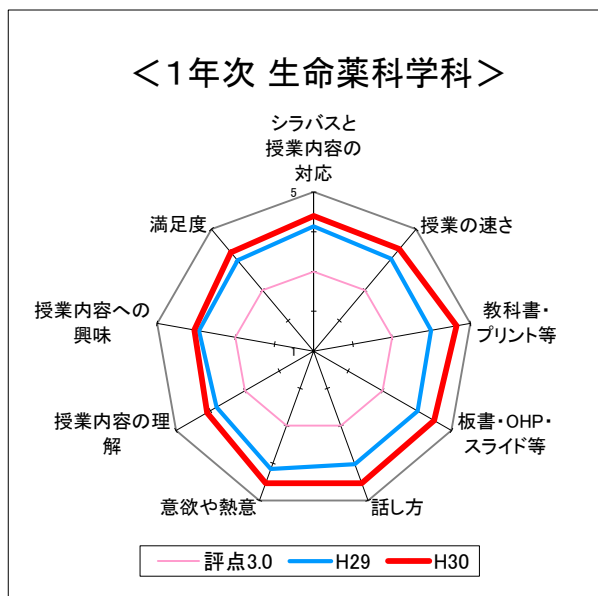 ＜１年次 生命薬科学科＞
シラバスと
授業内容の
対応
5
授業の速さ
満足度
教科書・
プリント等
授業内容への
興味
1
板書・OHP・
スライド等
授業内容の理
解
話し方
意欲や熱意
評点3.0
H29
H30